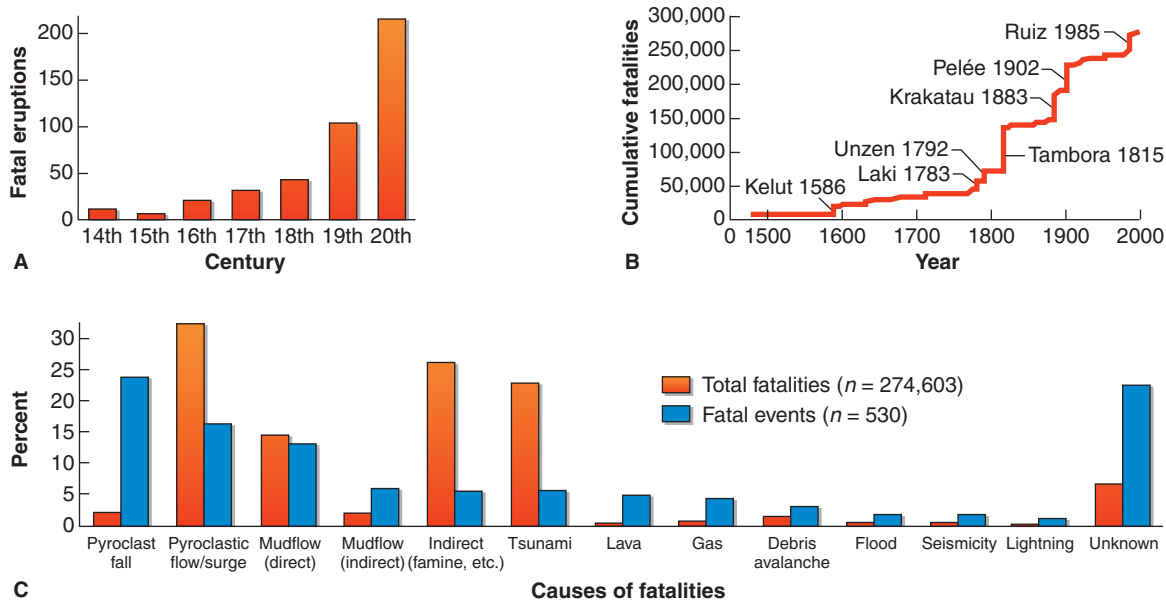 Fatal eruptions
200
150
100
50
0
14th 15th 16th 17th 18th 19th 20th
Century
A
Cumulative fatalities
300,000
250,000
200,000
150,000
100,000
50,000
0 1500 1600 1700 1800 1900 2000
Year
B
Ruiz 1985
Pelée 1902
Krakatau 1883
Unzen 1792
Tambora 1815
Laki 1783
Kelut 1586
Percent
30
25
20
15
10
5
0
Total fatalities (n = 274,603)
Fatal events (n = 530)
Pyroclast
fall
Pyroclastic
flow/surge
Mudflow
(direct)
Mudflow
(indirect)
Indirect
(famine, etc.)
Tsunami
Lava
Gas
Debris
avalanche
Flood
Seismicity
Lightning
Unknown
C
Causes of fatalities